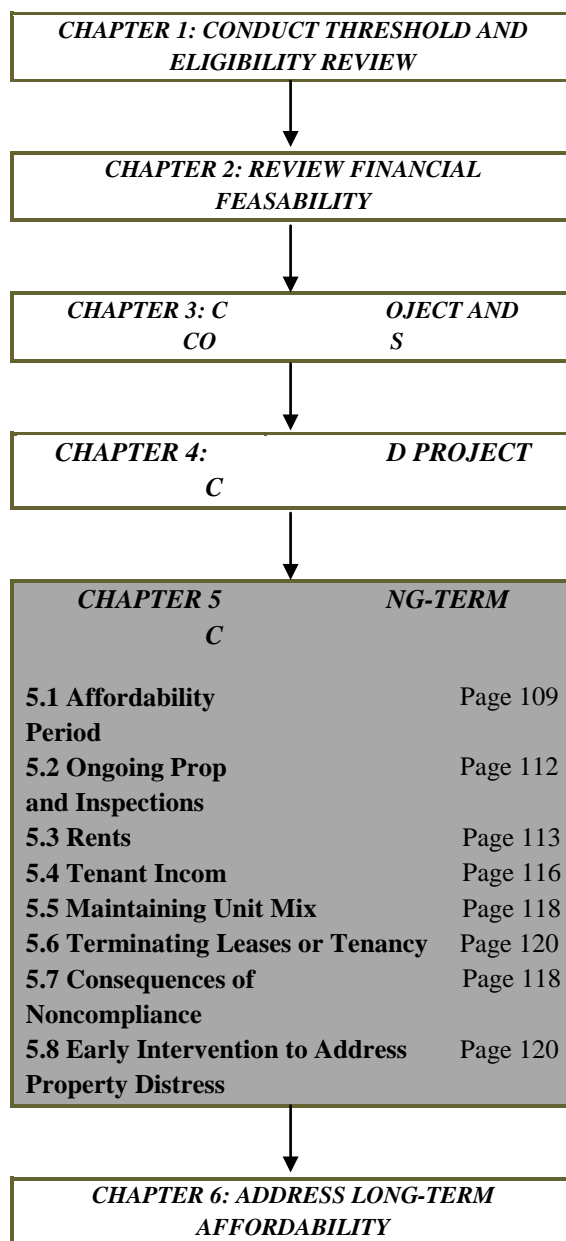 CHAPTER 1: CONDUCT THRESHOLD AND
ELIGIBILITY REVIEW
CHAPTER 2: REVIEW FINANCIAL
FEASABILITY
CHAPTER 3: C OJECT AND
CO S
CHAPTER 4: D PROJECT
C
CHAPTER 5 NG-TERM
C
5.1 Affordability Page 109
Period
5.2 Ongoing Prop Page 112
and Inspections
5.3 Rents Page 113
5.4 Tenant Incom Page 116
5.5 Maintaining Unit Mix Page 118
5.6 Terminating Leases or Tenancy Page 120
5.7 Consequences of Page 118
Noncompliance
5.8 Early Intervention to Address Page 120
Property Distress
CHAPTER 6: ADDRESS LONG-TERM
AFFORDABILITY